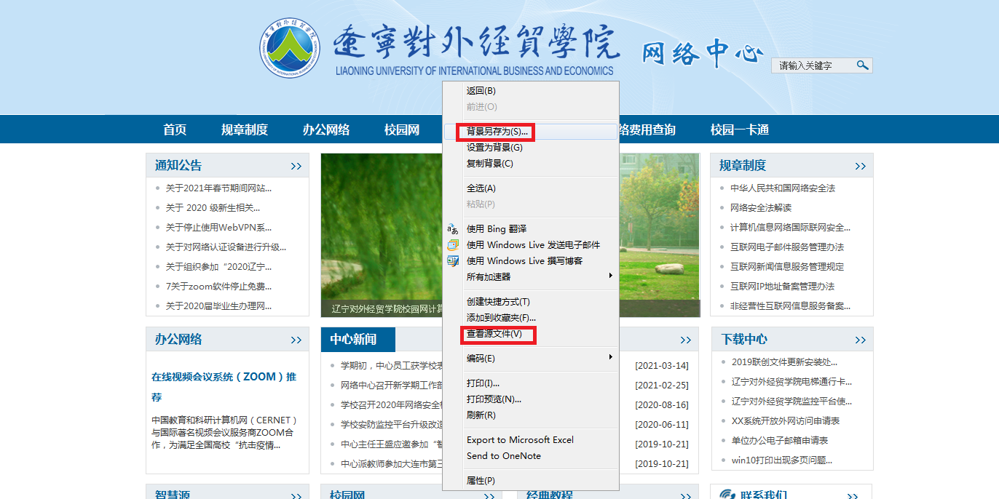 遼寧對外經貿學院
LIAONING UNIVERSITY OF INTERNATIONAL BUSINESS AND ECONOMICS
网络中心
请输入关键字
首页 规章制度 办公网络 校园网 络费用查询 校园一卡通
返回(B)
前进(O)
背景另存为(S)...
设置为背景(G)
复制背景(C)
全选(A)
粘贴(P)
使用 Bing 翻译
使用 Windows Live 发送电子邮件
使用 Windows Live 撰写博客
所有加速器
创建快捷方式(T)
添加到收藏夹(F)...
查看源文件(V)
编码(E)
打印(I)...
打印预览(N)...
刷新(R)
Export to Microsoft Excel
Send to OneNote
属性(P)
通知公告 >>
关于2021年春节期间网站...
关于 2020 级新生相关...
关于停止使用WebVPN系...
关于对网络认证设备进行升级...
关于组织参加“2020辽宁...
7关于zoom软件停止免费...
关于2020届毕业生办理网...
辽宁对外经贸学院校园网计算
规章制度 >>
中华人民共和国网络安全法
网络安全法解读
计算机信息网络国际联网安全...
互联网电子邮件服务管理办法
互联网新闻信息服务管理规定
互联网IP地址备案管理办法
非经营性互联网信息服务备案...
办公网络 >>
在线视频会议系统（ZOOM）推
荐
中国教育和科研计算机网（CERNET）
与国际著名视频会议服务商ZOOM合
作，为满足全国高校“抗击疫情...
中心新闻 >>
学期初，中心员工获学校表 [2021-03-14]
网络中心召开新学期工作部 [2021-02-25]
学校召开2020年网络安全 [2020-08-16]
学校安防监控平台升级改造 [2020-06-11]
中心主任王盛应邀参加“智 [2019-10-21]
中心派教师参加大连市第三 [2019-10-21]
下载中心 >>
2019联创文件更新安装处...
辽宁对外经贸学院电梯通行卡...
辽宁对外经贸学院监控平台使...
XX系统开放外网访问申请表
单位办公电子邮箱申请表
win10打印出现多页问题...
智慧源 >>
校园网 >>
经典教程 >>
联系我们 >>